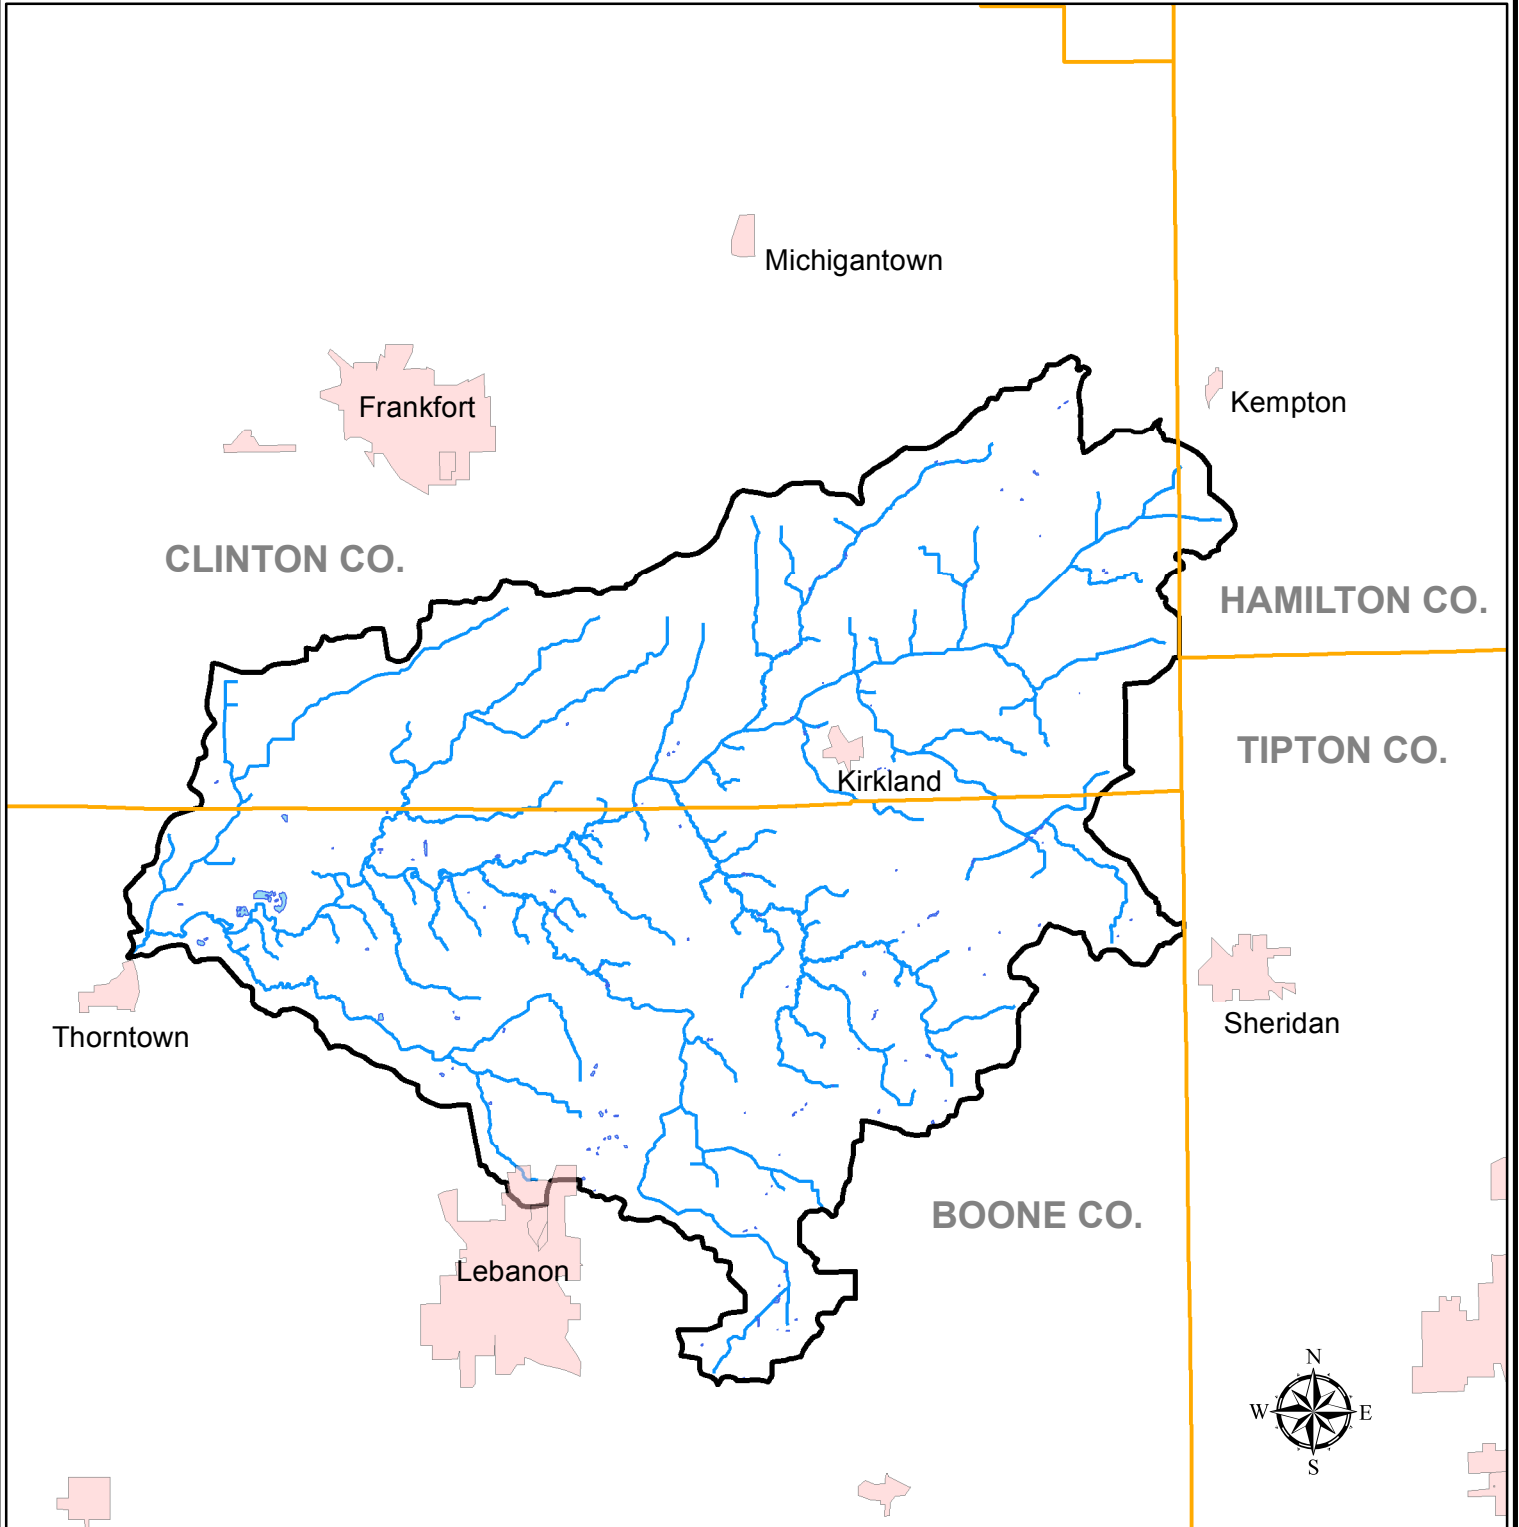 Michigantown
Frankfort
Kempton
CLINTON CO.
HAMILTON CO.
TIPTON CO.
Kirkland
Thorntown
Sheridan
BOONE CO.
Lebanon
N
W
E
S